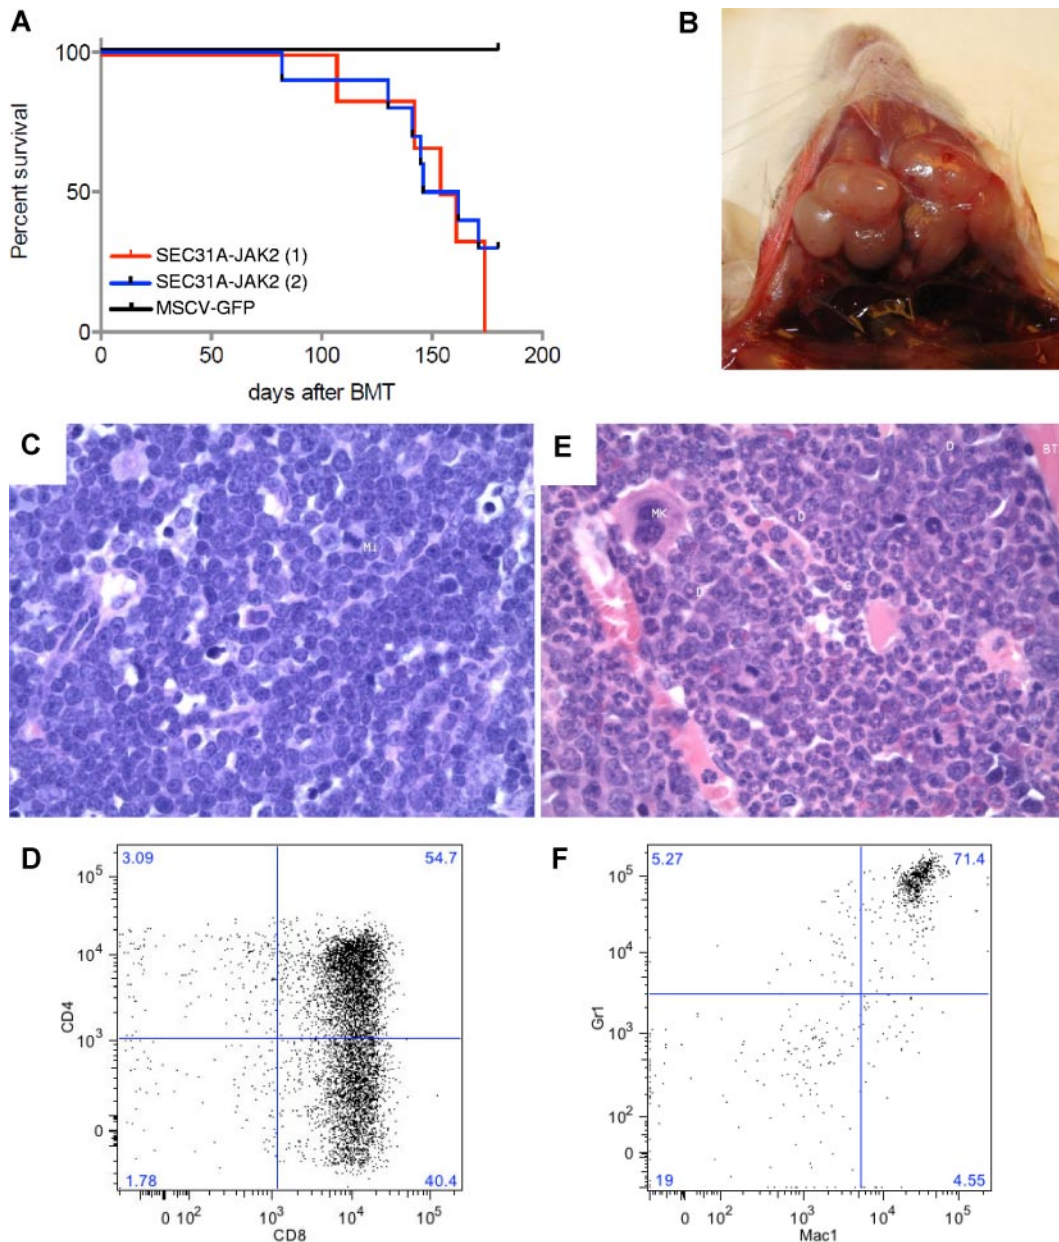 A
100
50
0
Percent survival
SEC31A-JAK2 (1)
SEC31A-JAK2 (2)
MSCV-GFP
0 50 100 150 200
days after BMT
B
C
Mi
E
MK
D
D
D
G
BT
D
3.09 54.7
10^5
10^4
10^3
0
CD4
1.78 40.4
0 10^2 10^3 10^4 10^5
CD8
F
5.27 71.4
10^5
10^4
10^3
10^2
0
Gr1
19 4.55
0 10^2 10^3 10^4 10^5
Mac1